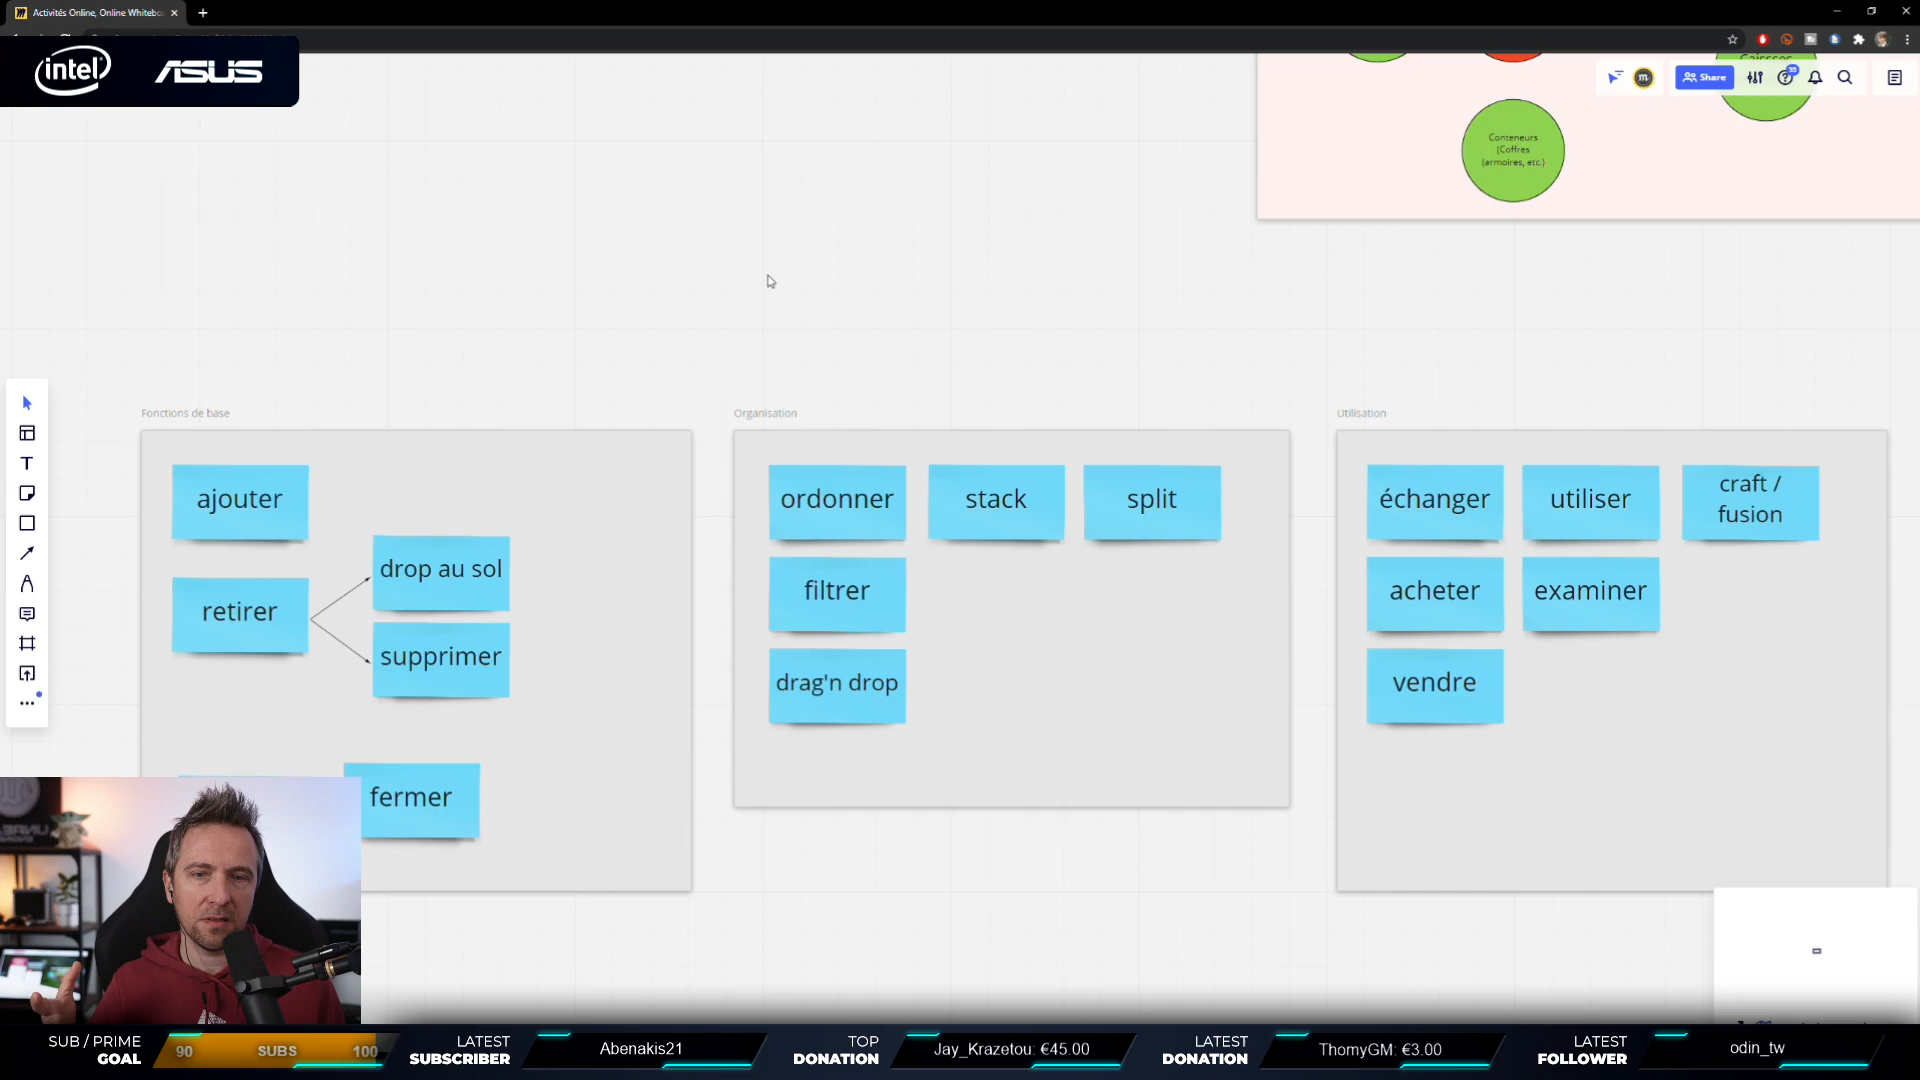 Activités Online, Online Whitebo
intel
ASUS
Share
Caissses
Conteneurs
(Coffres
(armoires, etc.)
Fonctions de base
Organisation
Utilisation
ajouter
retirer
drop au sol
supprimer
fermer
ordonner
stack
split
filtrer
drag'n drop
échanger
utiliser
craft /
fusion
acheter
examiner
vendre
SUB / PRIME
GOAL
90
SUBS
100
LATEST
SUBSCRIBER
Abenakis21
TOP
DONATION
Jay_Krazetou: €45.00
LATEST
DONATION
ThomyGM: €3.00
LATEST
FOLLOWER
odin_tw